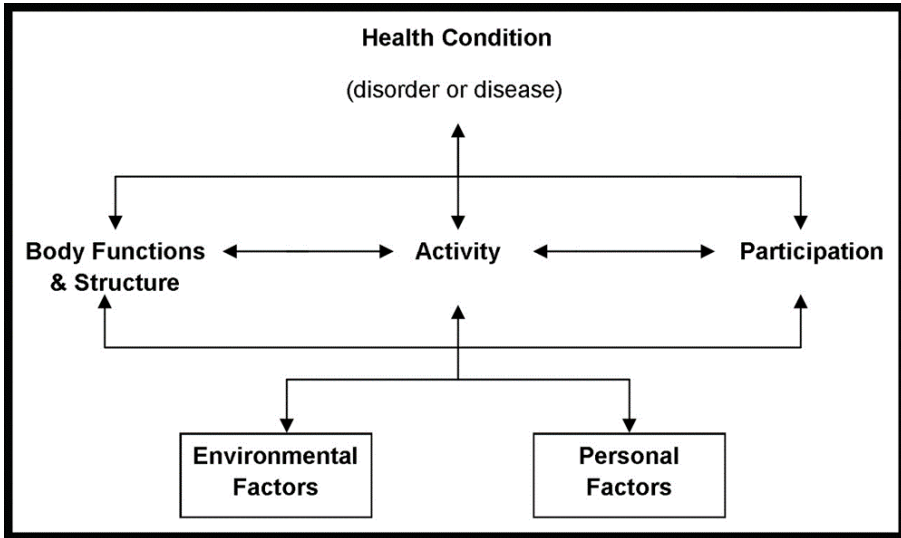 Health Condition
(disorder or disease)
Body Functions
& Structure
Activity
Participation
Environmental
Factors
Personal
Factors